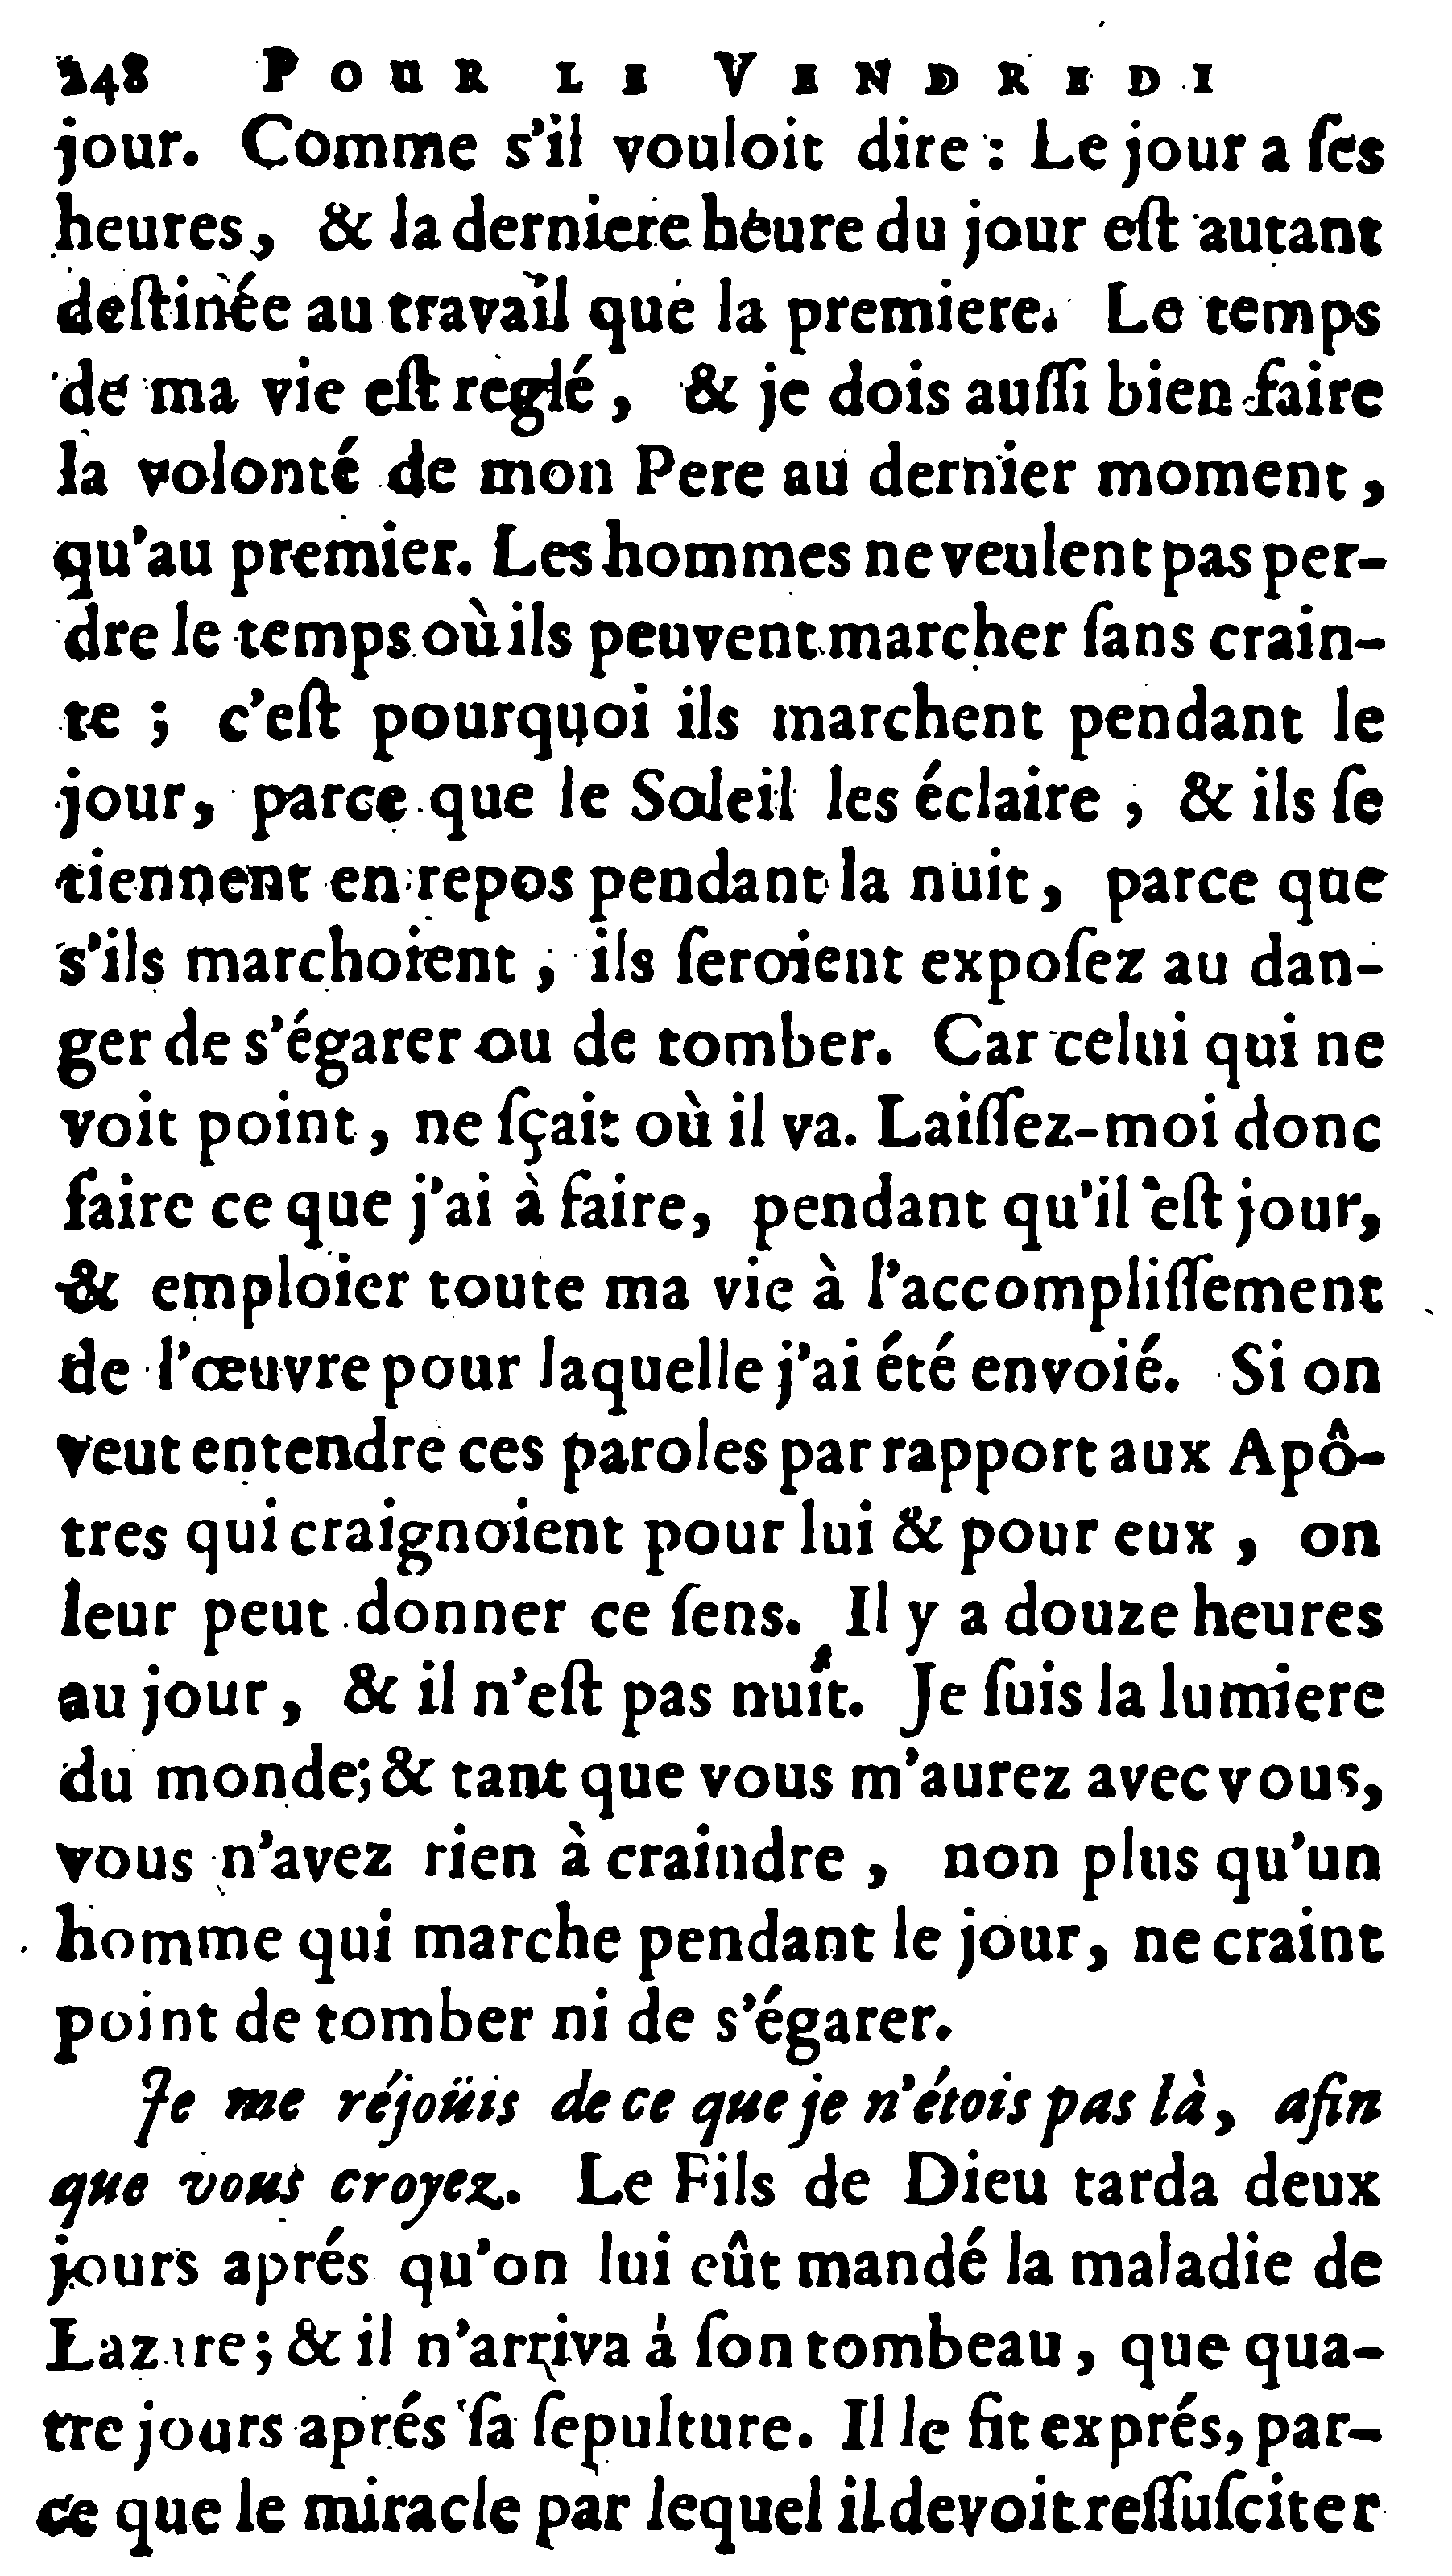 248 POUR LE VENDREDI
jour. Comme s'il vouloit dire : Le jour a ſes
heures, & la derniere heure du jour eſt autant
deſtinée au travail que la premiere. Le temps
de ma vie eſt reglé, & je dois auſſi bien faire
la volonté de mon Pere au dernier moment,
qu'au premier. Les hommes ne veulent pas per-
dre le temps où ils peuvent marcher ſans crain-
te ; c'eſt pourquoi ils marchent pendant le
jour, parce que le Soleil les éclaire, & ils ſe
tiennent en repos pendant la nuit, parce que
s'ils marchoient, ils ſeroient expoſez au dan-
ger de s'égarer ou de tomber. Car celui qui ne
voit point, ne ſçait où il va. Laiſſez-moi donc
faire ce que j'ai à faire, pendant qu'il eſt jour,
& emploier toute ma vie à l'accompliſſement
de l'œuvre pour laquelle j'ai été envoié. Si on
veut entendre ces paroles par rapport aux Apô-
tres qui craignoient pour lui & pour eux, on
leur peut donner ce ſens. Il y a douze heures
au jour, & il n'eſt pas nuit. Je ſuis la lumiere
du monde; & tant que vous m'aurez avec vous,
vous n'avez rien à craindre, non plus qu'un
homme qui marche pendant le jour, ne craint
point de tomber ni de s'égarer.
Je me réjoüis de ce que je n'étois pas là, afin
que vous croyez. Le Fils de Dieu tarda deux
jours aprés qu'on lui eût mandé la maladie de
Lazare; & il n'arriva à ſon tombeau, que qua-
tre jours aprés ſa ſepulture. Il le fit exprés, par-
ce que le miracle par lequel il devoit reſſuſciter